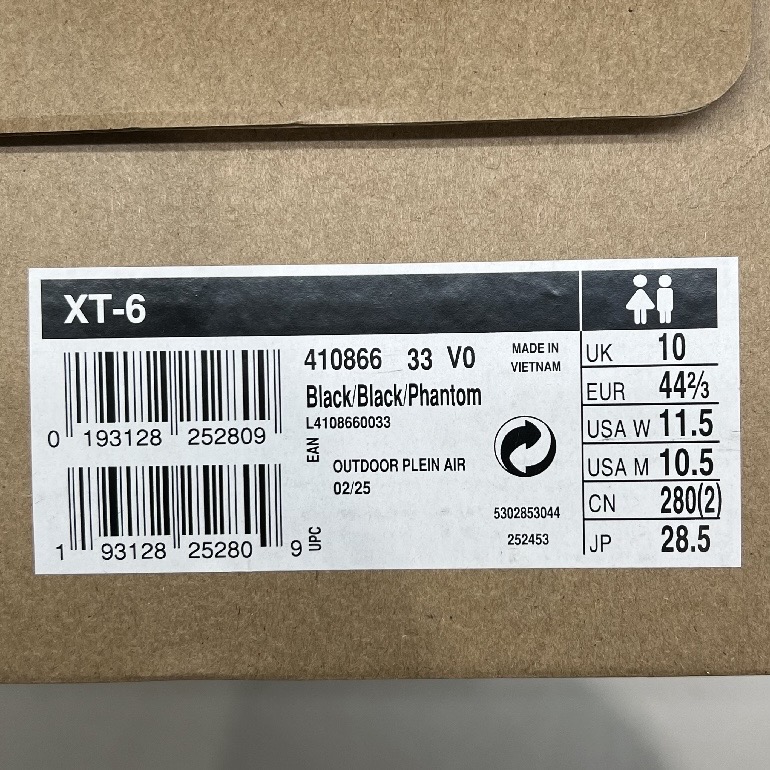 XT-6
410866 33 V0
Black/Black/Phantom
L4108660033
MADE IN
VIETNAM
0 193128 252809
EAN
OUTDOOR PLEIN AIR
02/25
1 93128 25280 9
UPC
5302853044
252453
UK 10
EUR 44⅔
USA W 11.5
USA M 10.5
CN 280(2)
JP 28.5